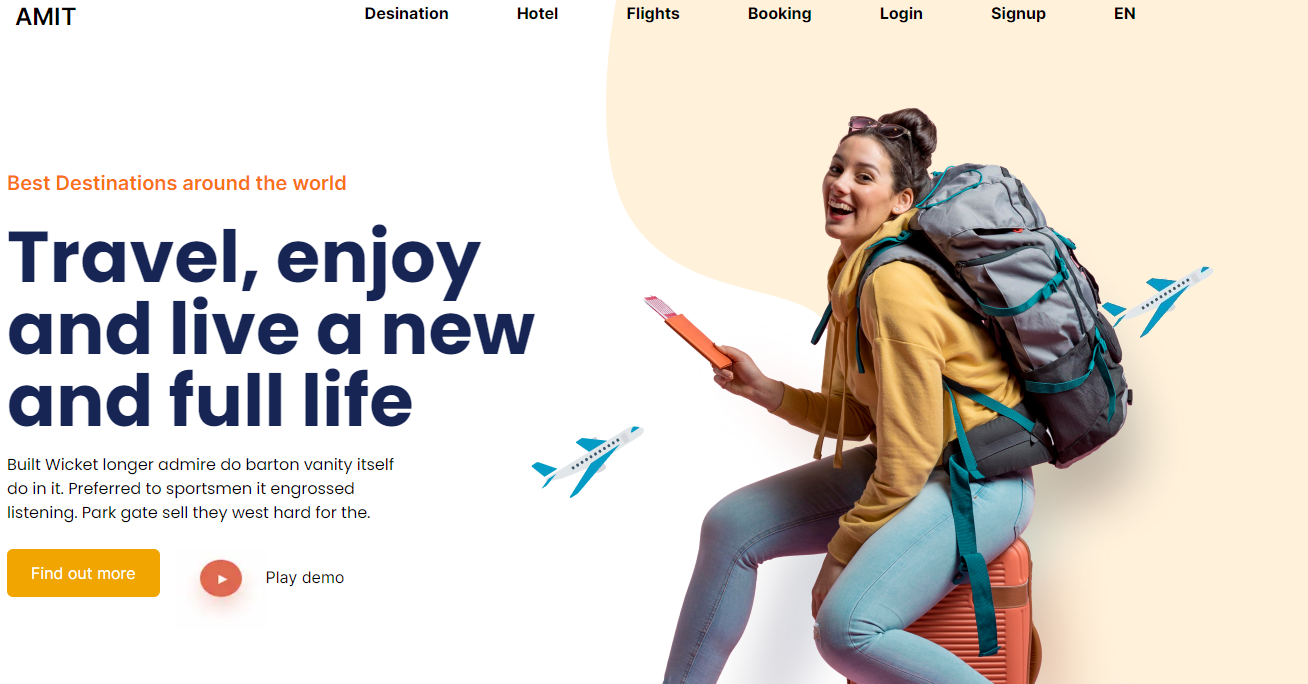 AMIT
Desination Hotel Flights Booking Login Signup EN
Best Destinations around the world
Travel, enjoy
and live a new
and full life
Built Wicket longer admire do barton vanity itself
do in it. Preferred to sportsmen it engrossed
listening. Park gate sell they west hard for the.
Find out more
Play demo